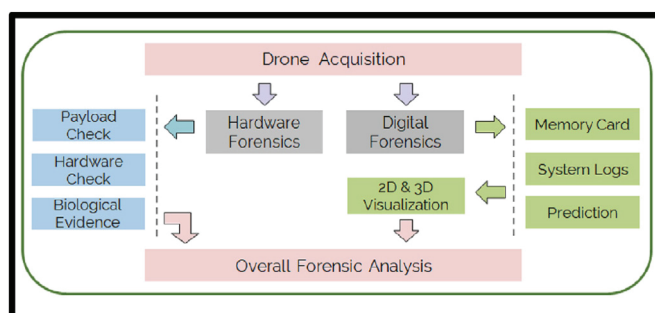 Drone Acquisition
Payload
Check
Hardware
Check
Biological
Evidence
Hardware
Forensics
Digital
Forensics
2D & 3D
Visualization
Memory Card
System Logs
Prediction
Overall Forensic Analysis